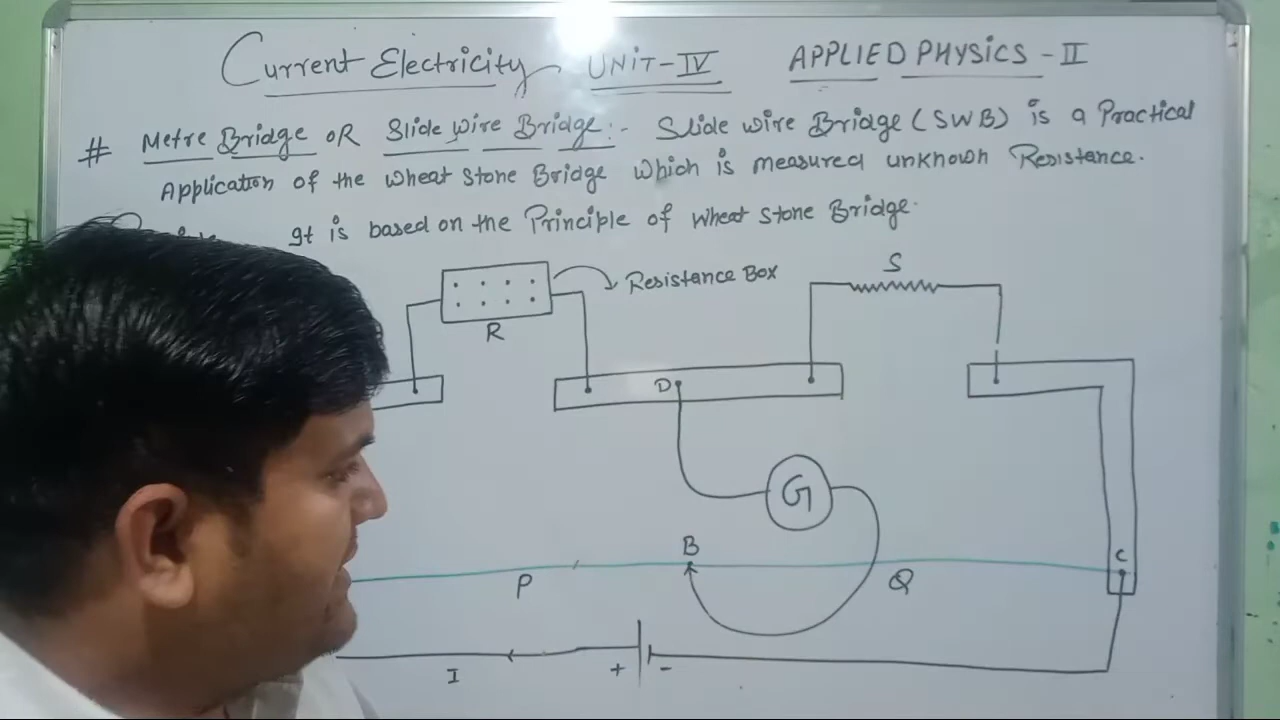 Current Electricity UNIT-IV APPLIED PHYSICS - II
# Metre Bridge OR Slide Wire Bridge:- Slide wire Bridge (SWB) is a Practical
Application of the Wheat Stone Bridge Which is measured unknown Resistance.
It is based on the Principle of Wheat Stone Bridge.
Resistance Box
S
R
D
G
B
C
P
Q
I
+ -